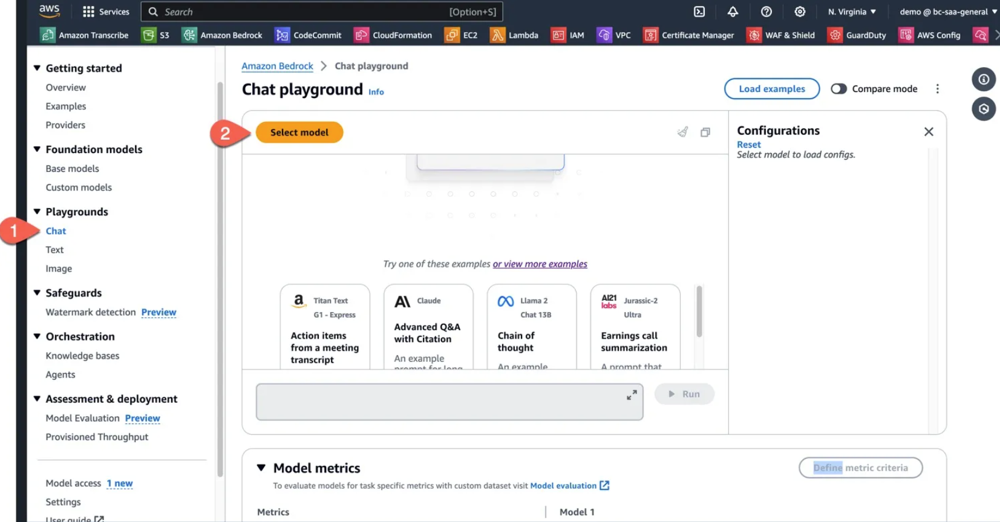 aws
Services
Search
[Option+S]
N. Virginia ▼
demo @ bc-saa-general ▼
Amazon Transcribe
S3
Amazon Bedrock
CodeCommit
CloudFormation
EC2
Lambda
IAM
VPC
Certificate Manager
WAF & Shield
GuardDuty
AWS Config
Getting started
Overview
Examples
Providers
Foundation models
Base models
Custom models
Playgrounds
1
Chat
Text
Image
Safeguards
Watermark detection Preview
Orchestration
Knowledge bases
Agents
Assessment & deployment
Model Evaluation Preview
Provisioned Throughput
Model access 1 new
Settings
User guide
Amazon Bedrock > Chat playground
Chat playground Info
Load examples
Compare mode
2
Select model
Configurations
Reset
Select model to load configs.
Try one of these examples or view more examples
a
Titan Text
G1 - Express
Action items
from a meeting
transcript
A\
Claude
Advanced Q&A
with Citation
An example
prompt for long
Llama 2
Chat 13B
Chain of
thought
An example
AI21
labs
Jurassic-2
Ultra
Earnings call
summarization
A prompt that
Run
Model metrics
Define metric criteria
To evaluate models for task specific metrics with custom dataset visit Model evaluation
Metrics
Model 1